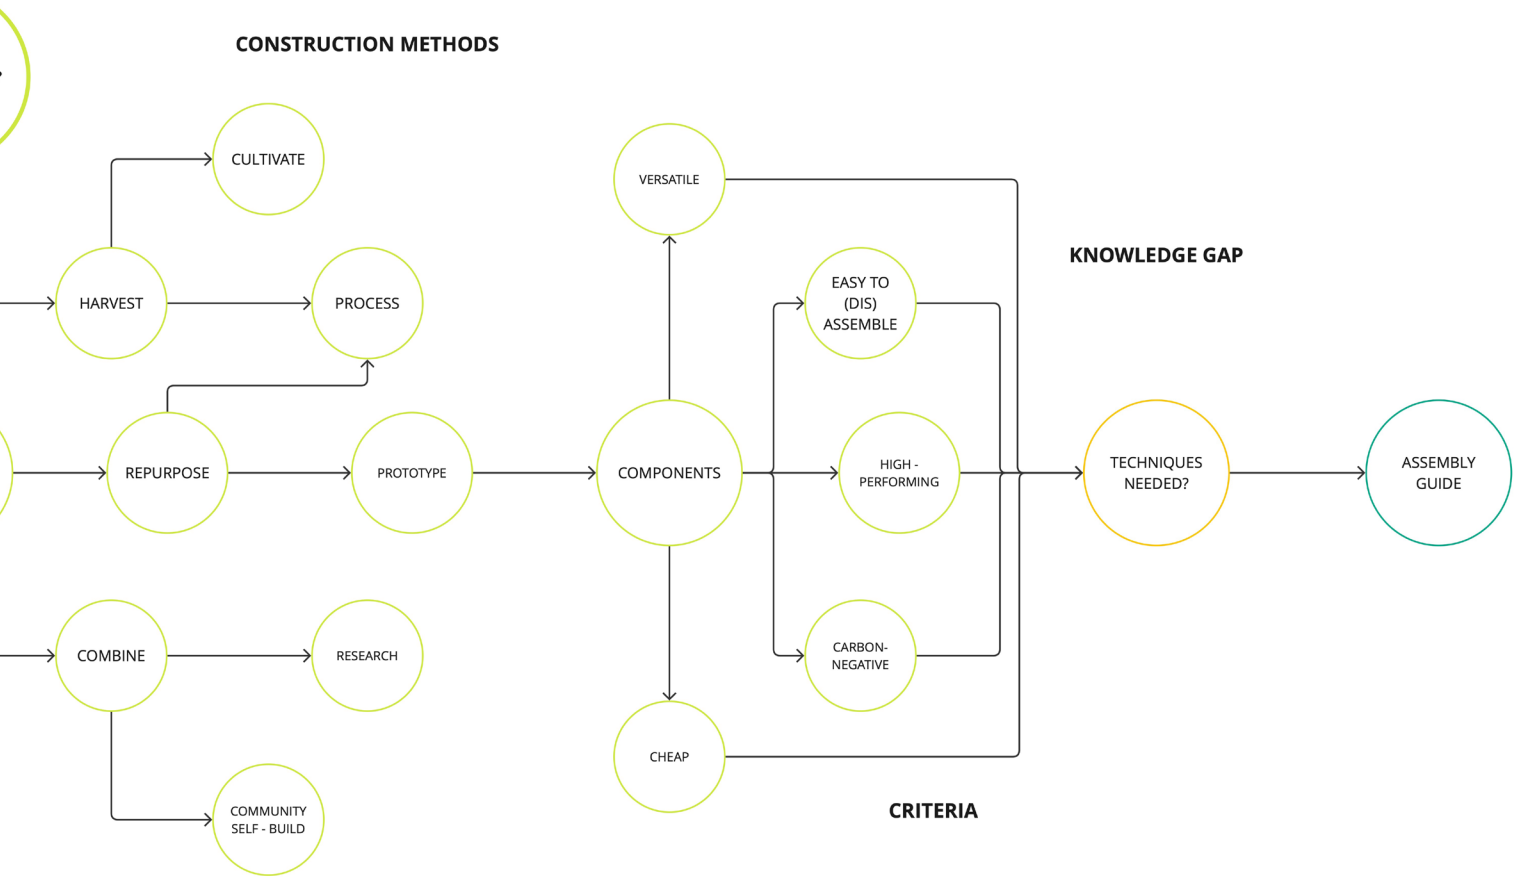 CONSTRUCTION METHODS
CULTIVATE
VERSATILE
KNOWLEDGE GAP
HARVEST
PROCESS
EASY TO
(DIS)
ASSEMBLE
REPURPOSE
PROTOTYPE
COMPONENTS
HIGH -
PERFORMING
TECHNIQUES
NEEDED?
ASSEMBLY
GUIDE
COMBINE
RESEARCH
CARBON-
NEGATIVE
CHEAP
COMMUNITY
SELF - BUILD
CRITERIA